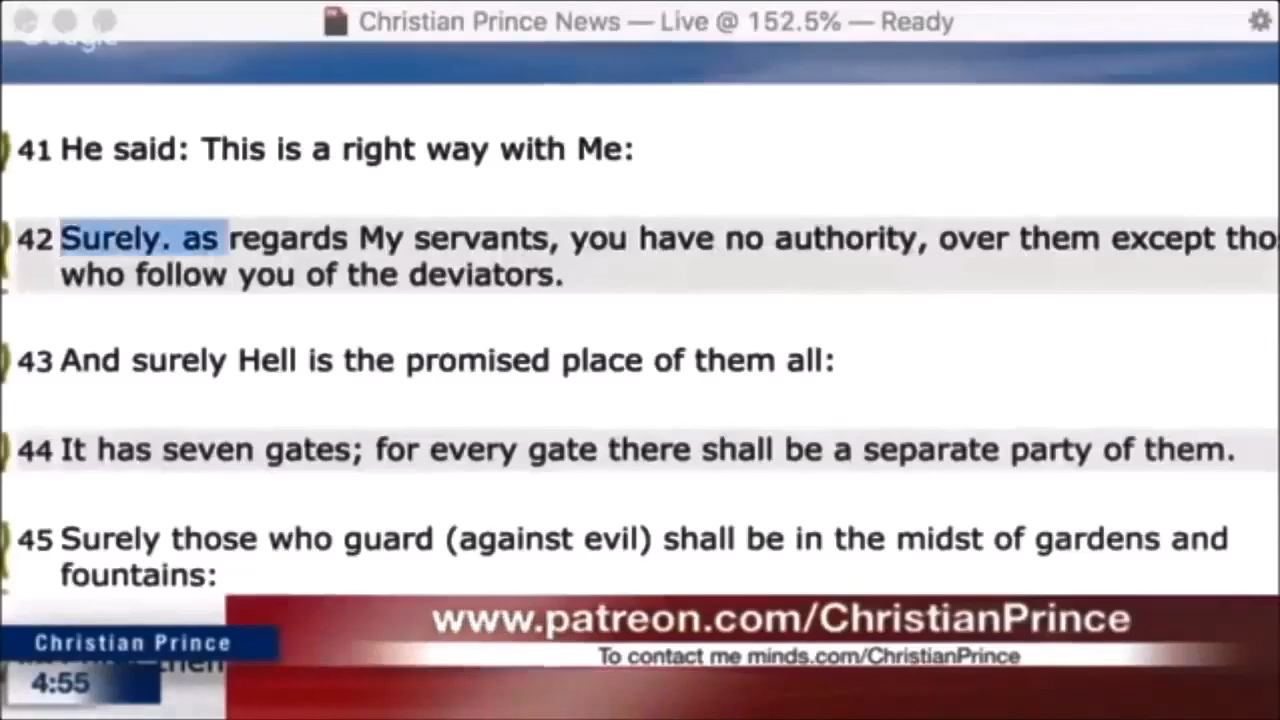 Christian Prince News — Live @ 152.5% — Ready
Google
41 He said: This is a right way with Me:
42 Surely. as regards My servants, you have no authority, over them except tho
who follow you of the deviators.
43 And surely Hell is the promised place of them all:
44 It has seven gates; for every gate there shall be a separate party of them.
45 Surely those who guard (against evil) shall be in the midst of gardens and
fountains:
www.patreon.com/ChristianPrince
Christian Prince
To contact me minds.com/ChristianPrince
4:55